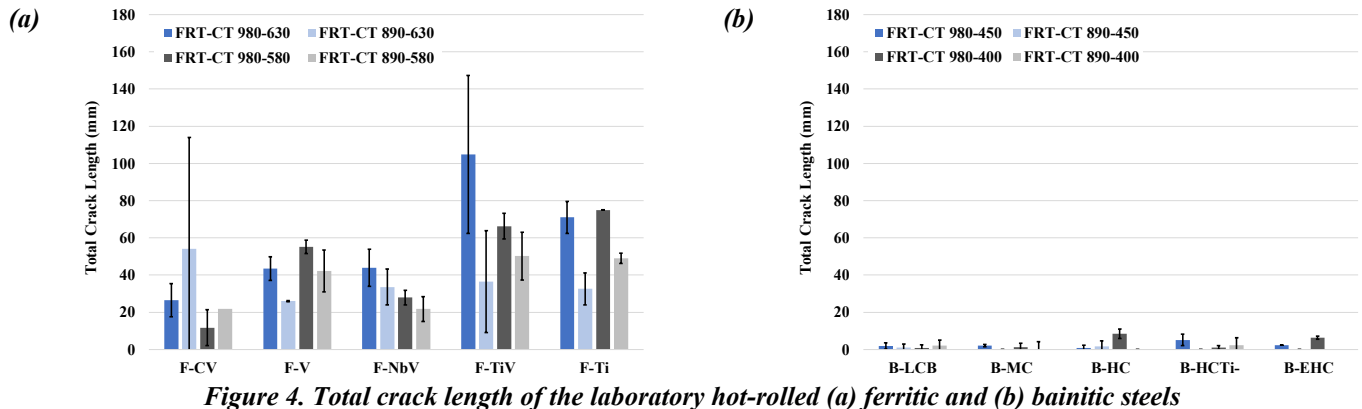 (a)
180
160
140
120
100
80
60
40
20
0
Total Crack Length (mm)
FRT-CT 980-630 FRT-CT 890-630
FRT-CT 980-580 FRT-CT 890-580
F-CV F-V F-NbV F-TiV F-Ti
(b)
180
160
140
120
100
80
60
40
20
0
Total Crack Length (mm)
FRT-CT 980-450 FRT-CT 890-450
FRT-CT 980-400 FRT-CT 890-400
B-LCB B-MC B-HC B-HCTi- B-EHC
Figure 4. Total crack length of the laboratory hot-rolled (a) ferritic and (b) bainitic steels